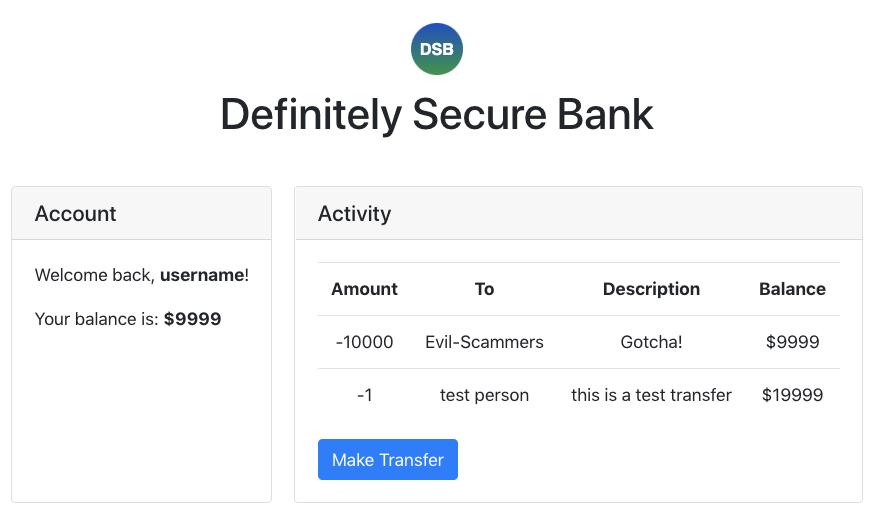 DSB
Definitely Secure Bank
Account
Welcome back, username!
Your balance is: $9999
Activity
Amount To Description Balance
-10000 Evil-Scammers Gotcha! $9999
-1 test person this is a test transfer $19999
Make Transfer